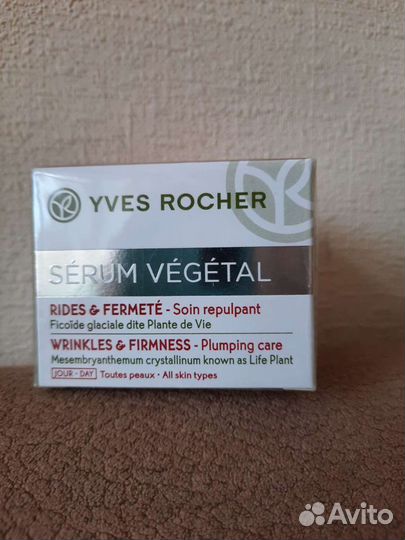 YVES ROCHER
SÉRUM VÉGÉTAL
RIDES & FERMETÉ - Soin repulpant
Ficoïde glaciale dite Plante de Vie
WRINKLES & FIRMNESS - Plumping care
Mesembryanthemum crystallinum known as Life Plant
JOUR - DAY Toutes peaux · All skin types
Avito